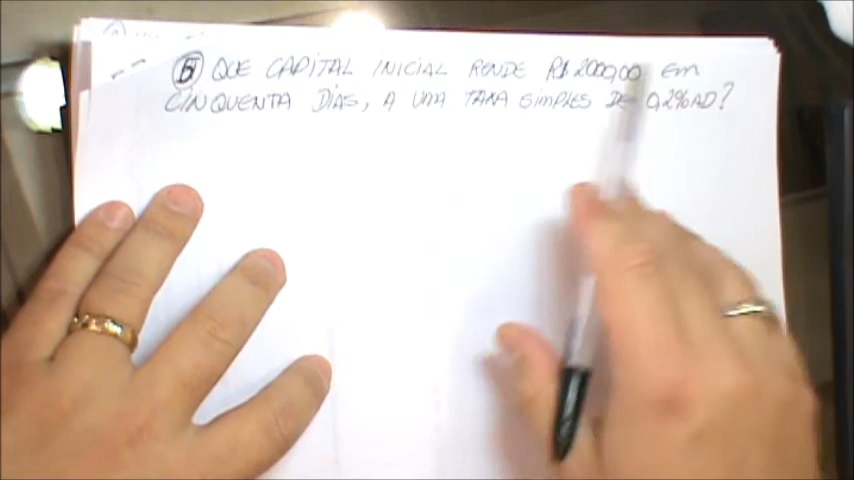 5 QUE CAPITAL INICIAL RENDE R$ 2000,00 EM
CINQUENTA DIAS, A UMA TAXA SIMPLES DE 0,2% AD?